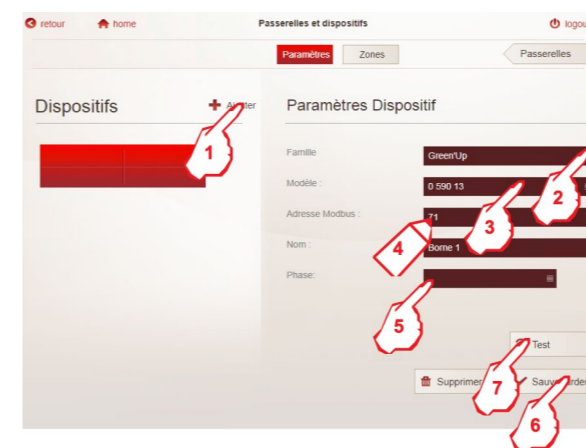 retour home Passerelles et dispositifs logou
Paramètres Zones Passerelles
Dispositifs Ajouter Paramètres Dispositif
Famille Green'Up
Modèle : 0 590 13
Adresse Modbus : 71
Nom : Borne 1
Phase:
Test
Supprimer Sauvegarder
1
2
3
4
5
7
6